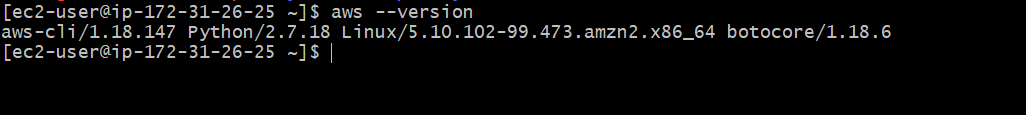 [ec2-user@ip-172-31-26-25 ~]$ aws --version
aws-cli/1.18.147 Python/2.7.18 Linux/5.10.102-99.473.amzn2.x86_64 botocore/1.18.6
[ec2-user@ip-172-31-26-25 ~]$